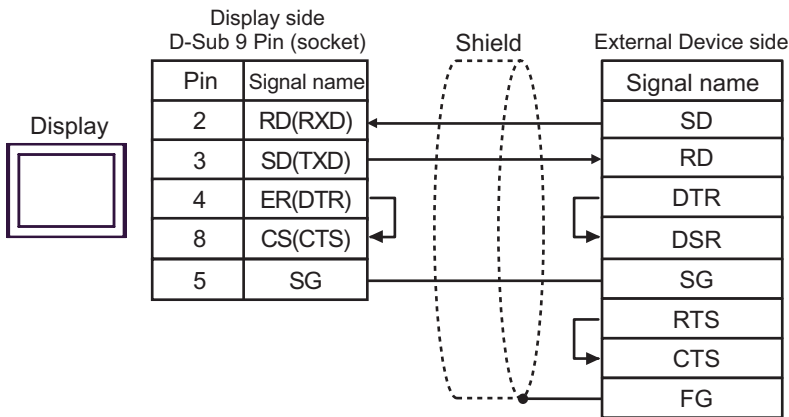 Display side
D-Sub 9 Pin (socket)
Shield
External Device side
Display
Pin Signal name
2 RD(RXD)
3 SD(TXD)
4 ER(DTR)
8 CS(CTS)
5 SG
Signal name
SD
RD
DTR
DSR
SG
RTS
CTS
FG